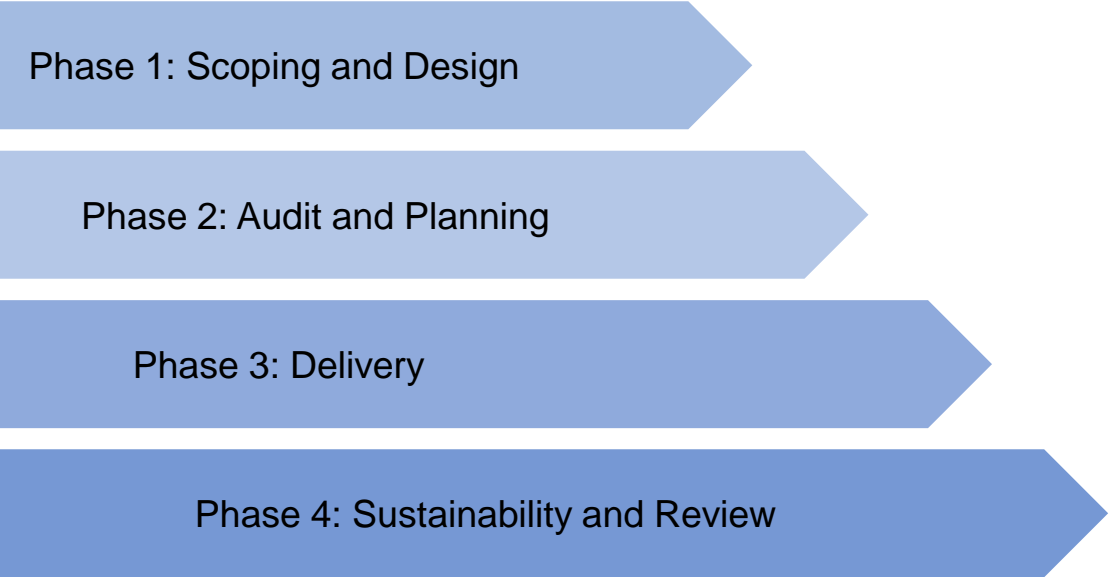 Phase 1: Scoping and Design
Phase 2: Audit and Planning
Phase 3: Delivery
Phase 4: Sustainability and Review